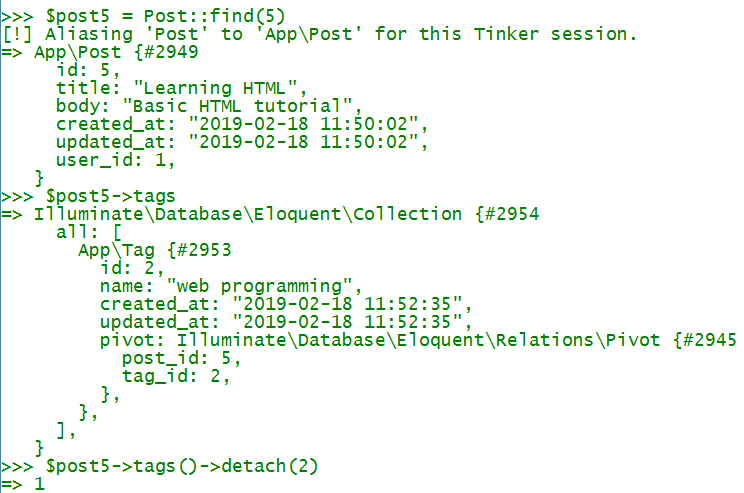 >>> $post5 = Post::find(5)
[!] Aliasing 'Post' to 'App\Post' for this Tinker session.
=> App\Post {#2949
     id: 5,
     title: "Learning HTML",
     body: "Basic HTML tutorial",
     created_at: "2019-02-18 11:50:02",
     updated_at: "2019-02-18 11:50:02",
     user_id: 1,
   }
>>> $post5->tags
=> Illuminate\Database\Eloquent\Collection {#2954
     all: [
       App\Tag {#2953
         id: 2,
         name: "web programming",
         created_at: "2019-02-18 11:52:35",
         updated_at: "2019-02-18 11:52:35",
         pivot: Illuminate\Database\Eloquent\Relations\Pivot {#2945
           post_id: 5,
           tag_id: 2,
         },
       },
     ],
   }
>>> $post5->tags()->detach(2)
=> 1